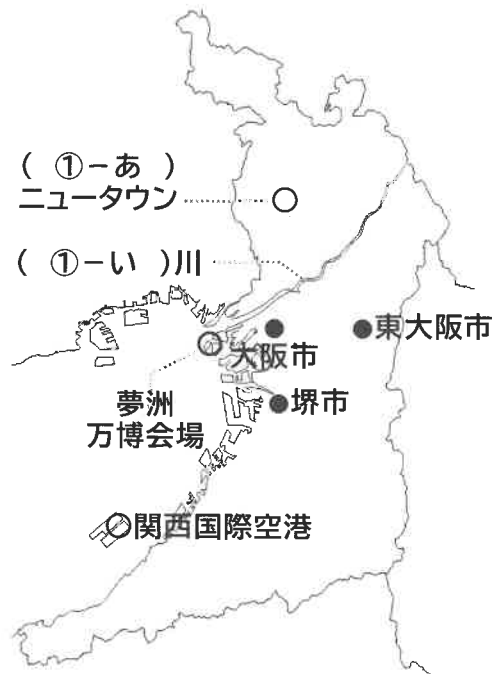 ( ①-あ )
ニュータウン
( ①-い )川
東大阪市
大阪市
堺市
夢洲
万博会場
関西国際空港